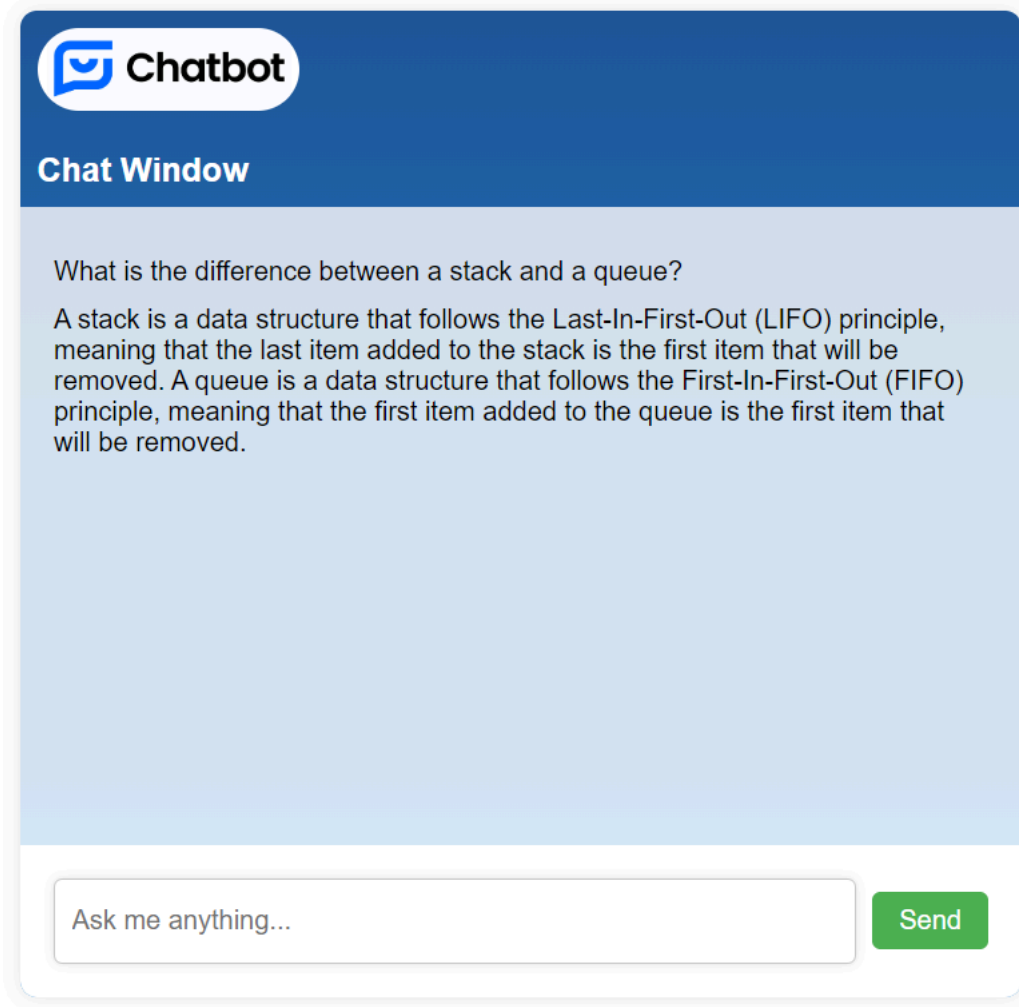 Chatbot
Chat Window
What is the difference between a stack and a queue?
A stack is a data structure that follows the Last-In-First-Out (LIFO) principle,
meaning that the last item added to the stack is the first item that will be
removed. A queue is a data structure that follows the First-In-First-Out (FIFO)
principle, meaning that the first item added to the queue is the first item that
will be removed.
Ask me anything...
Send